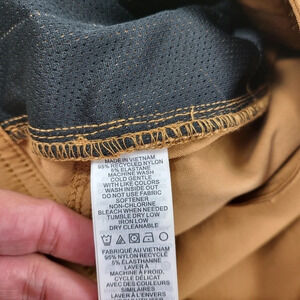 MADE IN VIETNAM
95% RECYCLED NYLON
5% ELASTANE
MACHINE WASH
COLD GENTLE
WITH LIKE COLORS
WASH INSIDE OUT
DO NOT USE FABRIC
SOFTENER
NON-CHLORINE
BLEACH WHEN NEEDED
TUMBLE DRY LOW
IRON LOW
DRY CLEANABLE
FABRIQUÉ AU
VIETNAM
95% NYLON RECYCLÉ
5% ÉLASTHANNE
LAVER À
MACHINE À FROID,
CYCLE DÉLICAT
AVEC DES COULEURS
SIMILAIRES
LAVER À